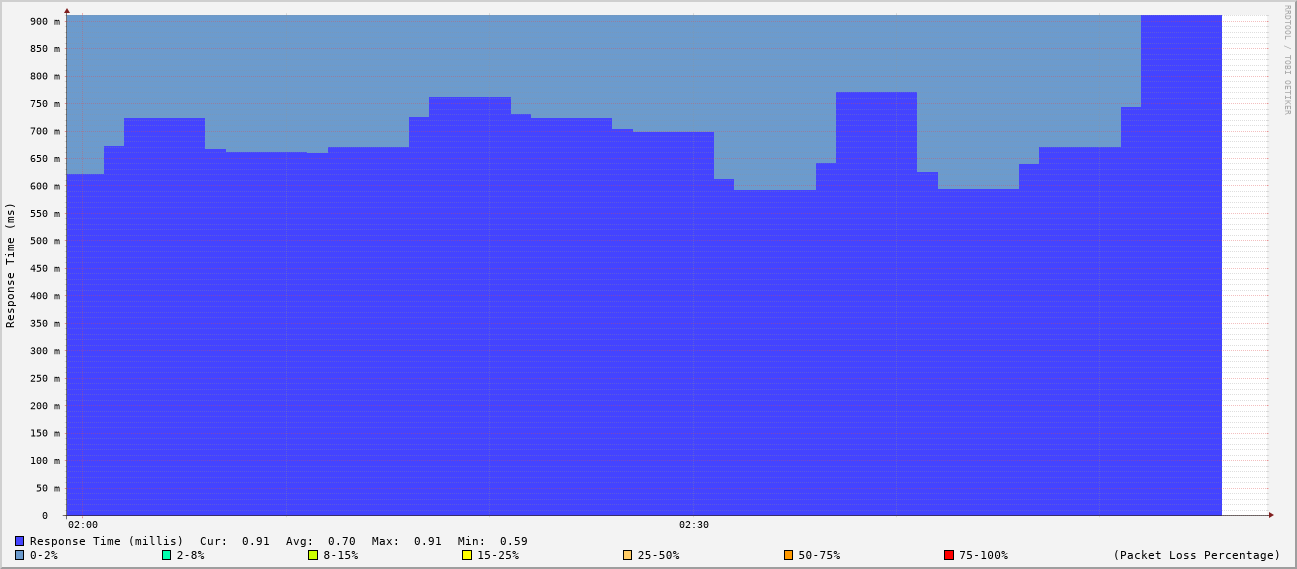 900 m
850 m
800 m
750 m
700 m
650 m
600 m
550 m
500 m
450 m
400 m
350 m
300 m
250 m
200 m
150 m
100 m
50 m
0
Response Time (ms)
RRDTOOL / TOBI OETIKER
02:00 02:30
Response Time (millis) Cur: 0.91 Avg: 0.70 Max: 0.91 Min: 0.59
0-2% 2-8% 8-15% 15-25% 25-50% 50-75% 75-100% (Packet Loss Percentage)